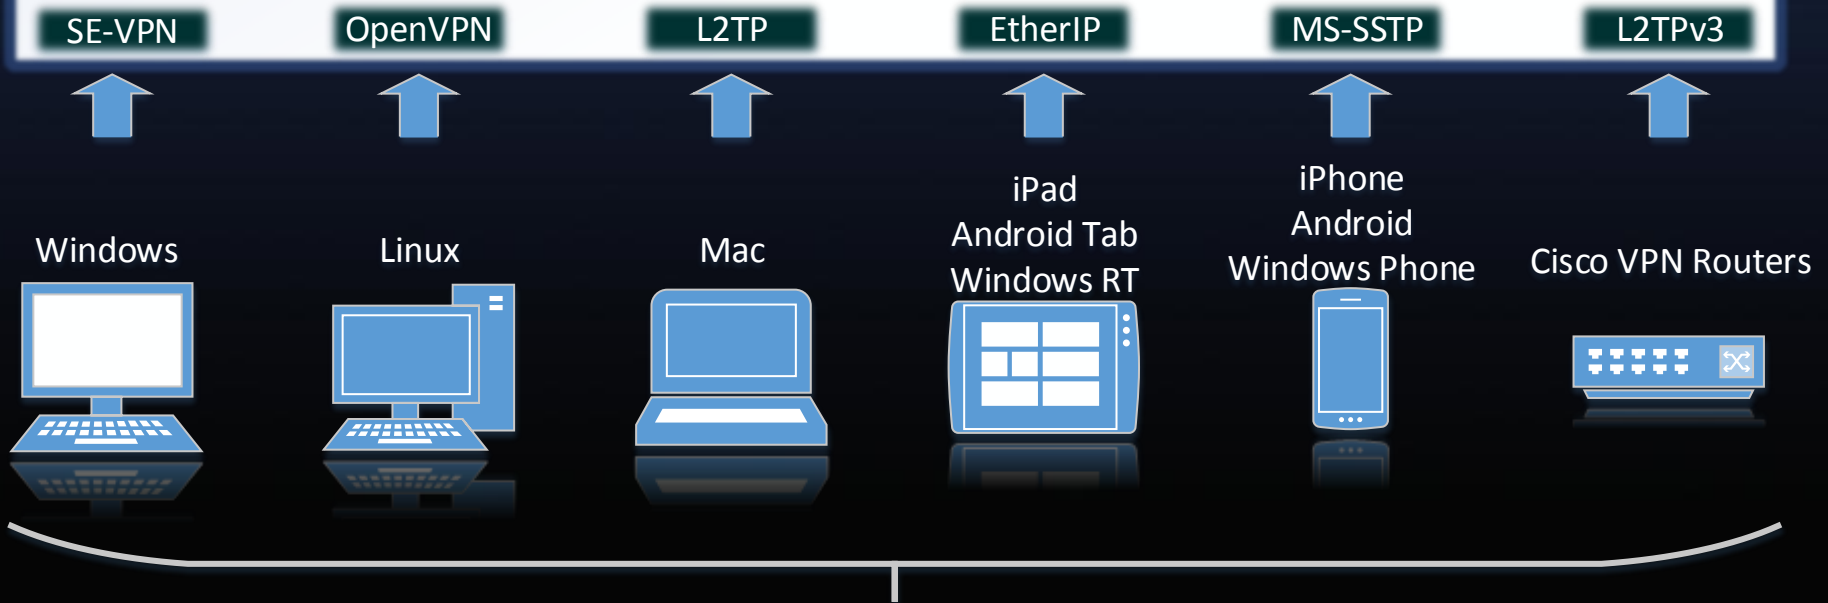 SE-VPN
OpenVPN
L2TP
EtherIP
MS-SSTP
L2TPv3
Windows
Linux
Mac
iPad
Android Tab
Windows RT
iPhone
Android
Windows Phone
Cisco VPN Routers